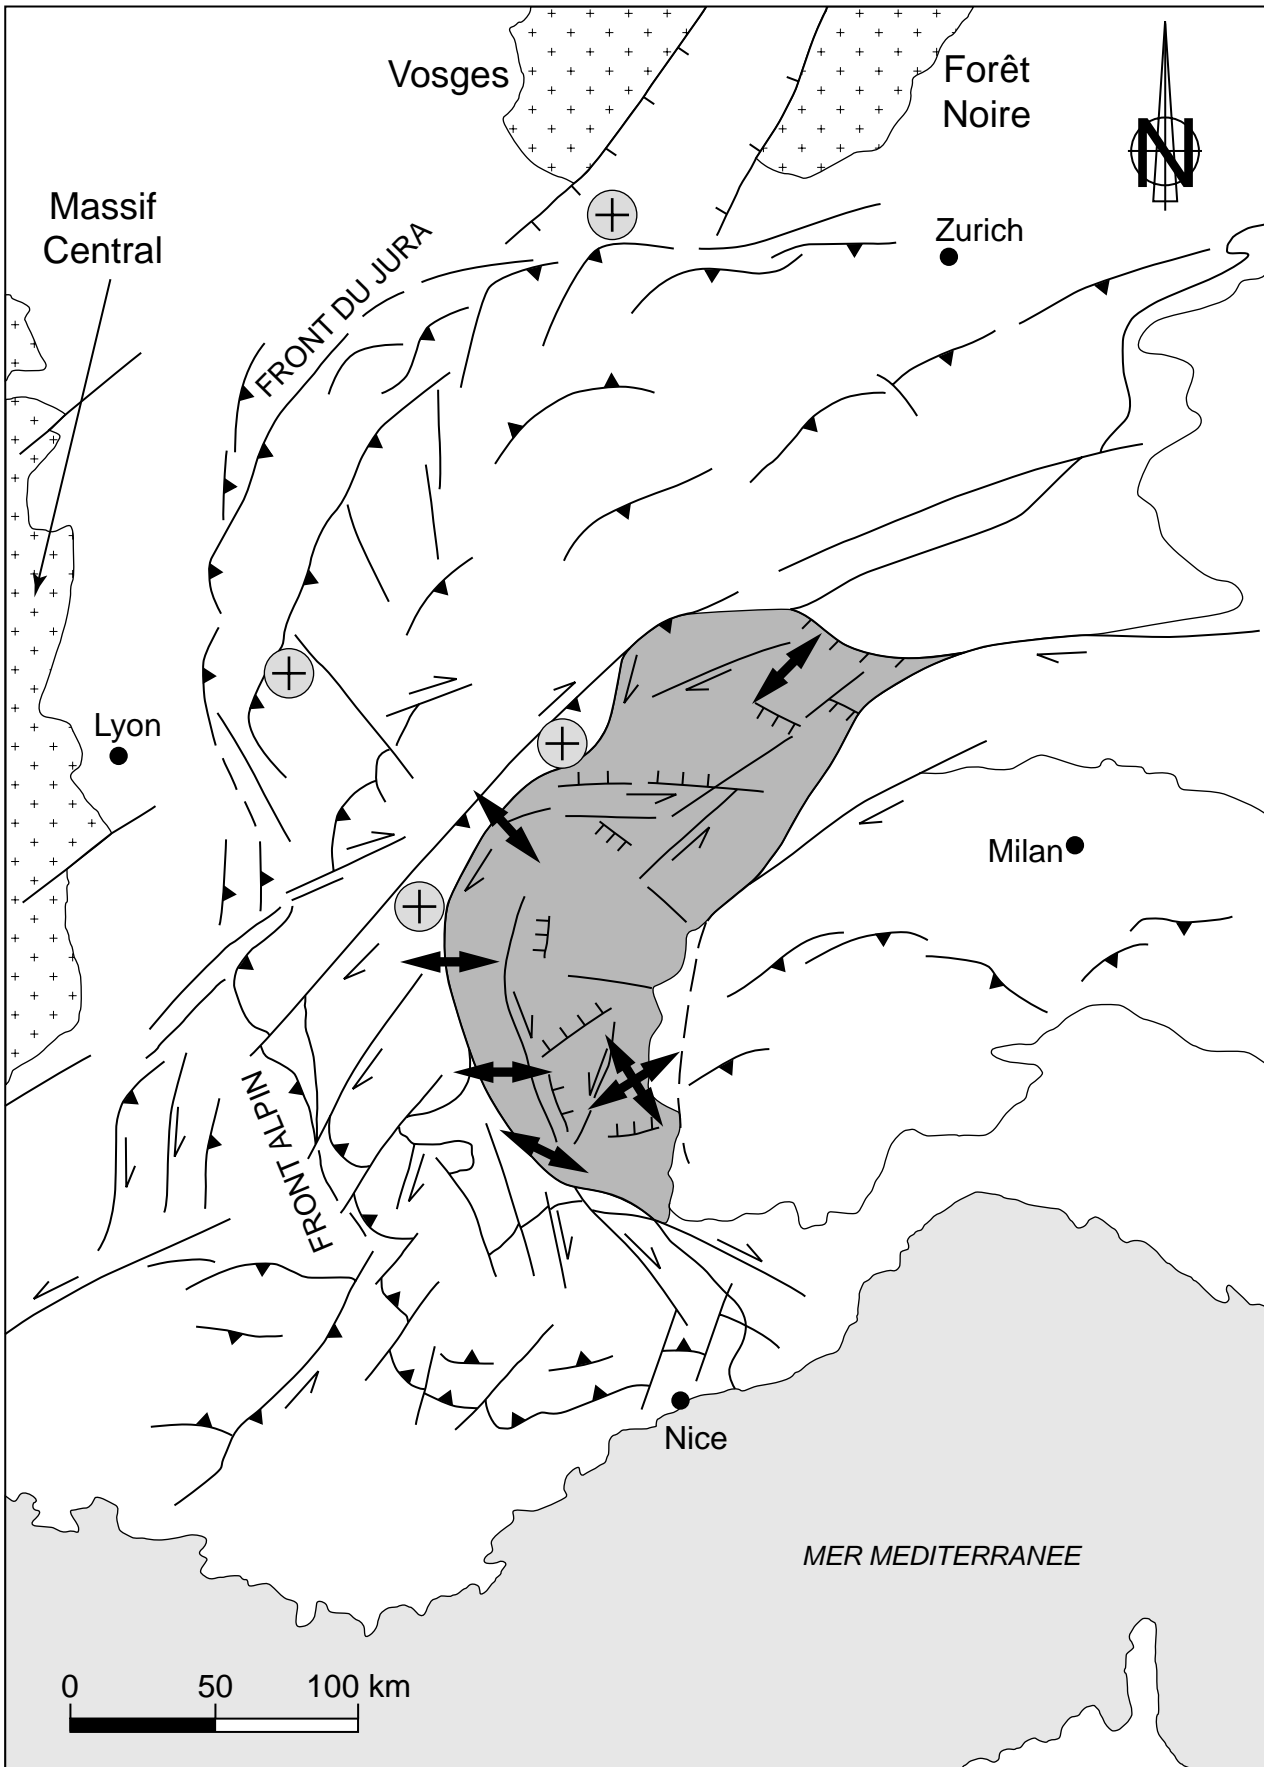 Vosges
Forêt
Noire
N
Massif
Central
Zurich
FRONT DU JURA
Lyon
Milan
FRONT ALPIN
Nice
MER MEDITERRANEE
0 50 100 km